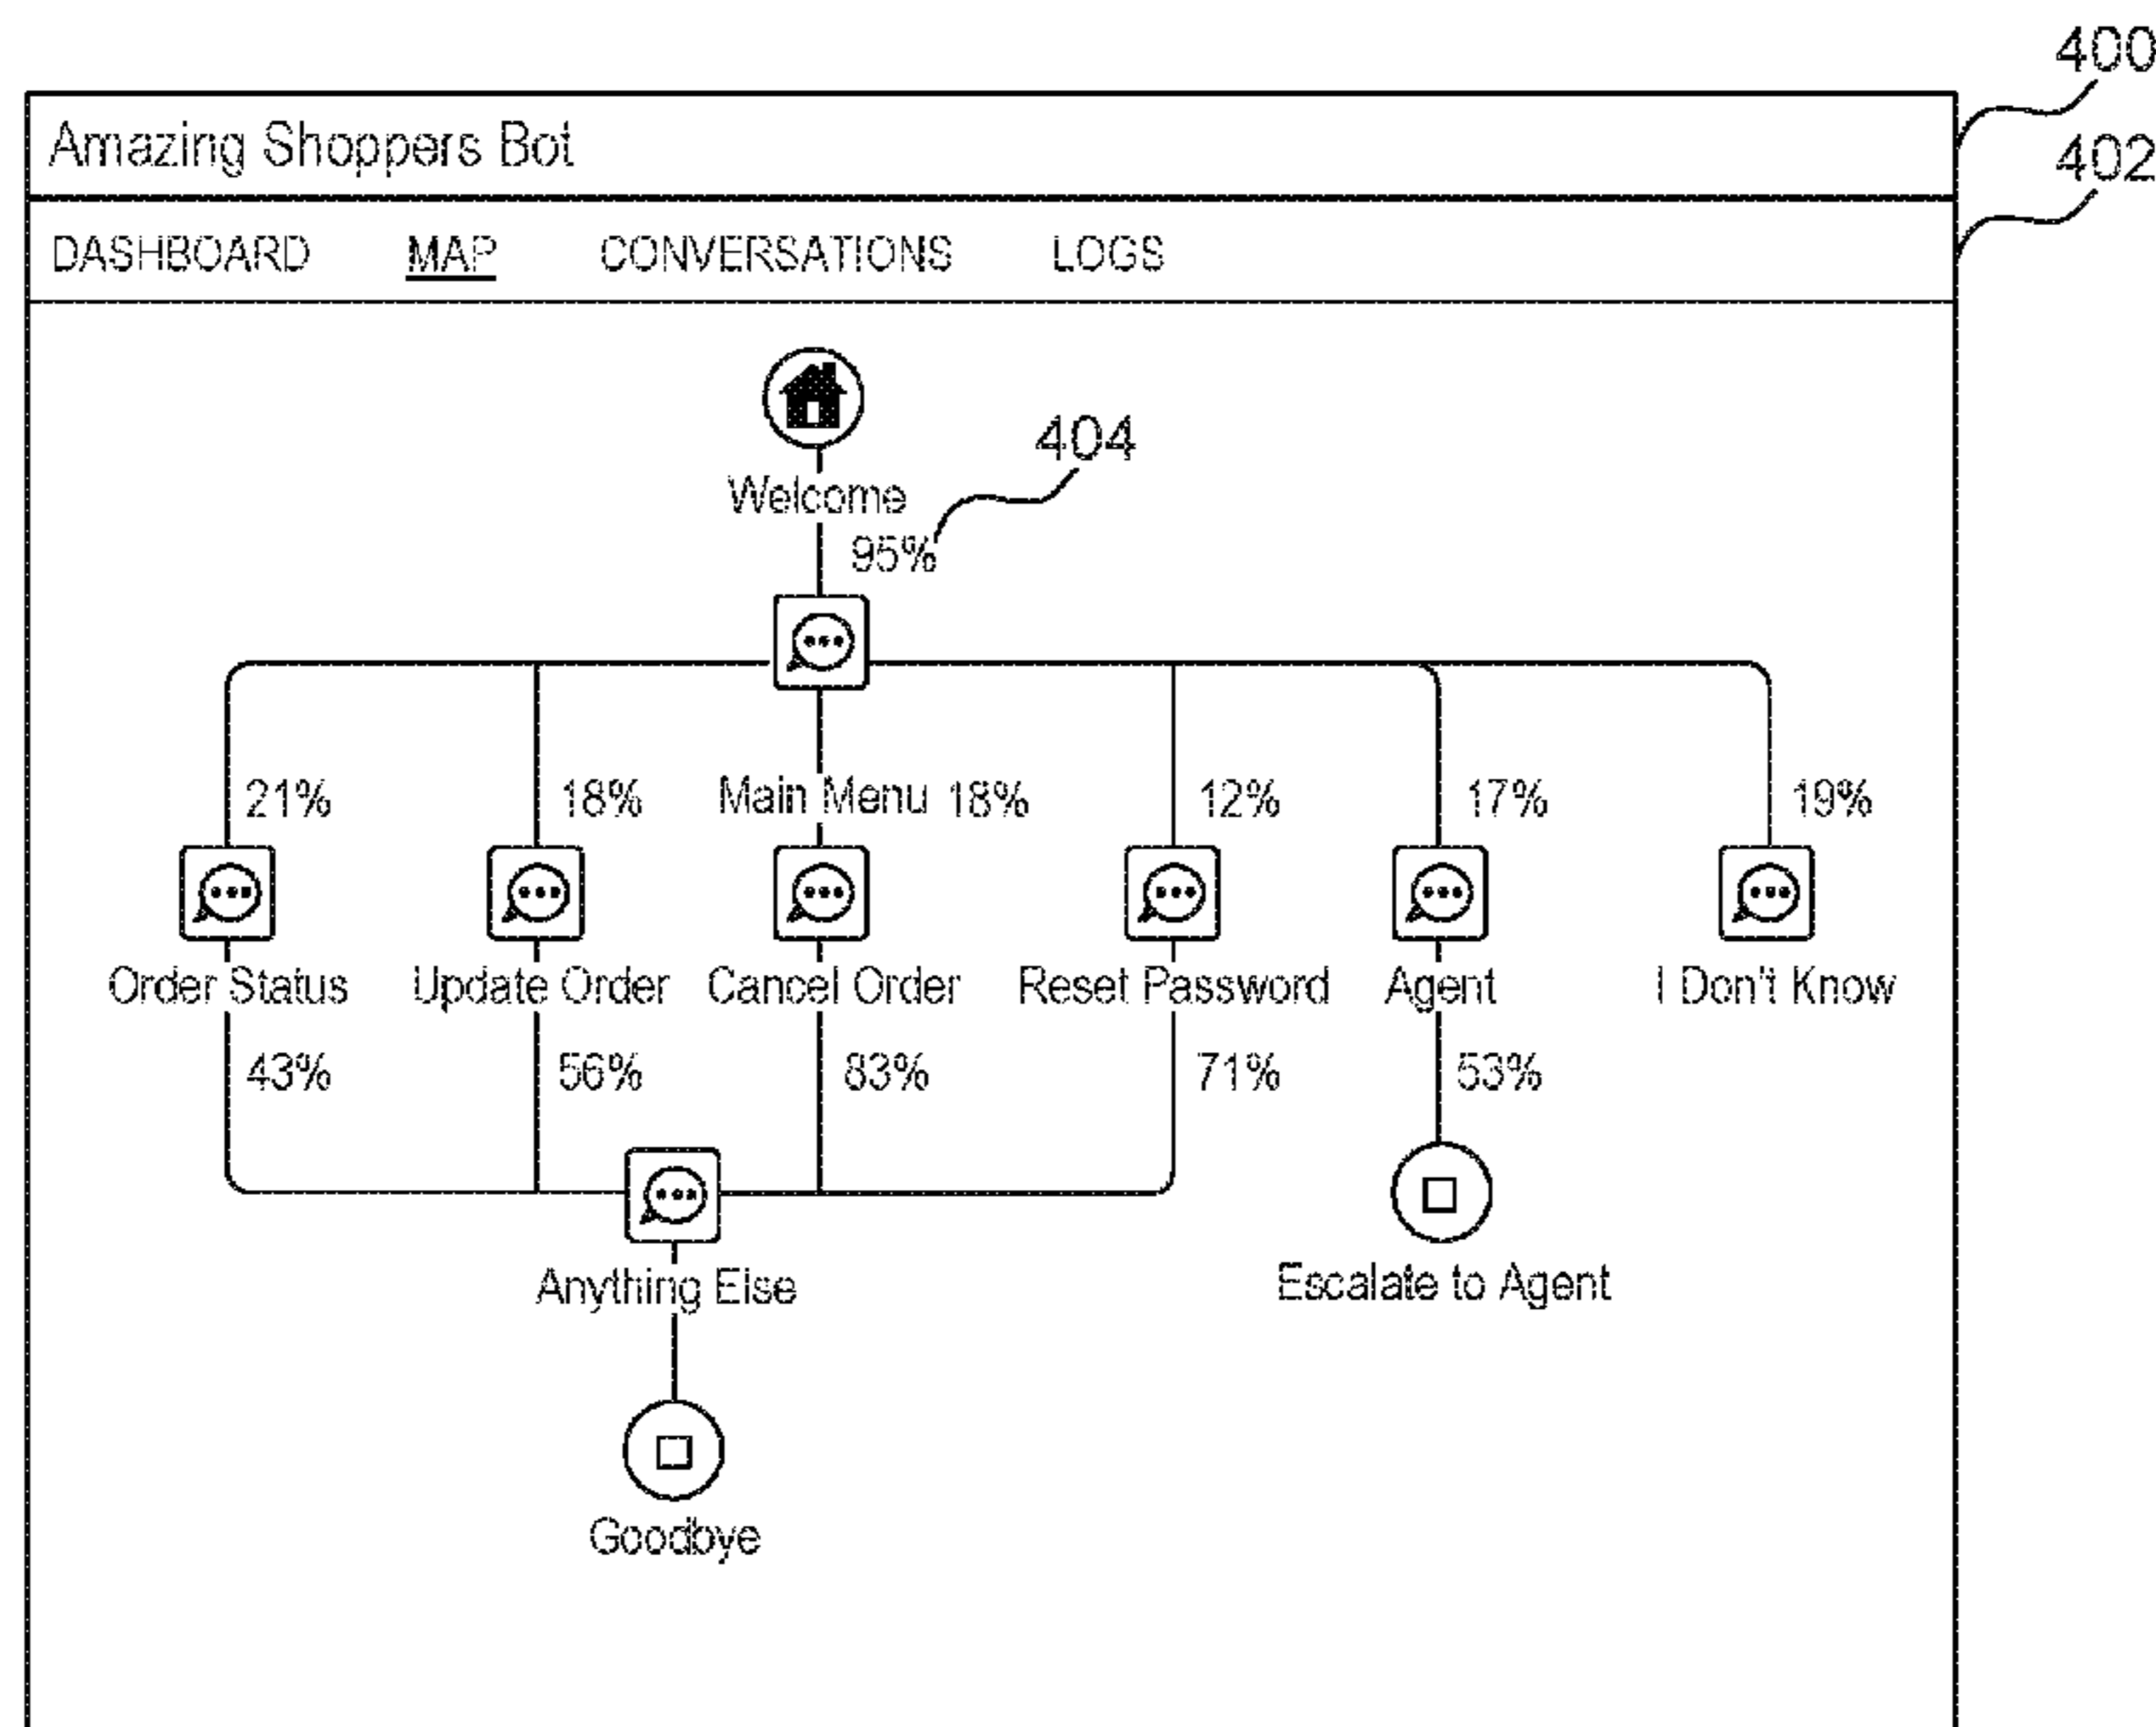 400
Amazing Shoppers Bot
402
DASHBOARD MAP CONVERSATIONS LOGS
404
Welcome
95%
21% 18% Main Menu 18% 12% 17% 19%
Order Status Update Order Cancel Order Reset Password Agent I Don't Know
43% 56% 83% 71% 53%
Anything Else Escalate to Agent
Goodbye